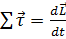 ∑ τ⃗ = dL⃗/dt